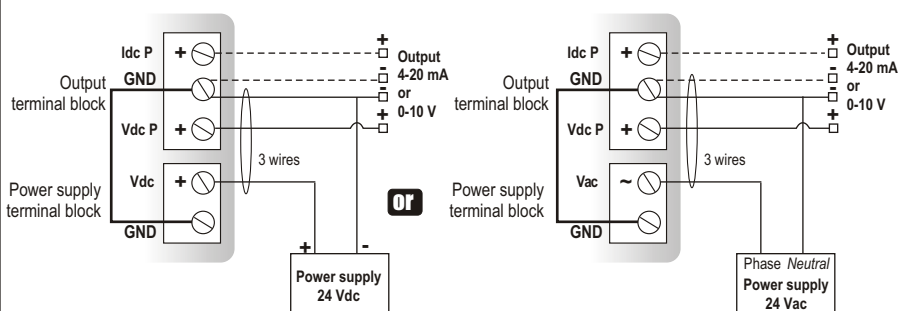 Idc P
+
GND
Output
terminal block
Vdc P
+
Vdc
+
Power supply
terminal block
GND
3 wires
+
-
-
+
Output
4-20 mA
or
0-10 V
+
-
Power supply
24 Vdc
or
Idc P
+
GND
Output
terminal block
Vdc P
+
Vac
~
Power supply
terminal block
GND
3 wires
+
-
-
+
Output
4-20 mA
or
0-10 V
Phase Neutral
Power supply
24 Vac